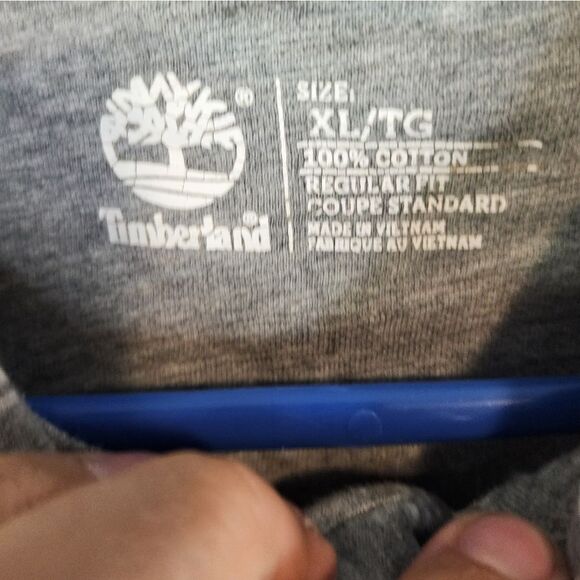 Timberland®
SIZE:
XL/TG
100% COTTON
REGULAR FIT
COUPE STANDARD
MADE IN VIETNAM
FABRIQUE AU VIETNAM